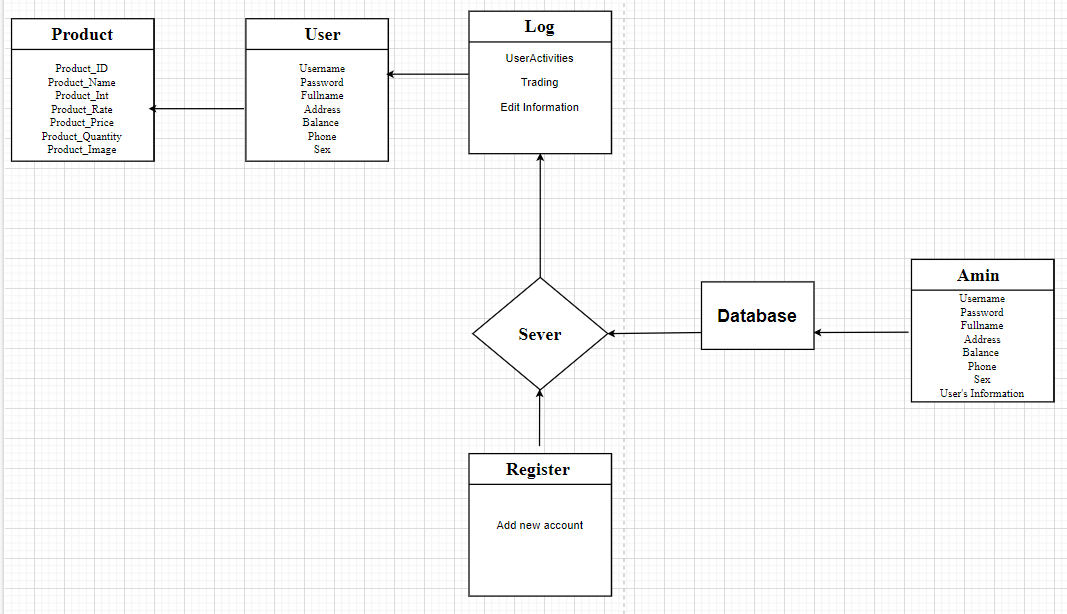 Product
Product_ID
Product_Name
Product_Int
Product_Rate
Product_Price
Product_Quantity
Product_Image
User
Username
Password
Fullname
Address
Balance
Phone
Sex
Log
UserActivities
Trading
Edit Information
Sever
Database
Amin
Username
Password
Fullname
Address
Balance
Phone
Sex
User's Information
Register
Add new account